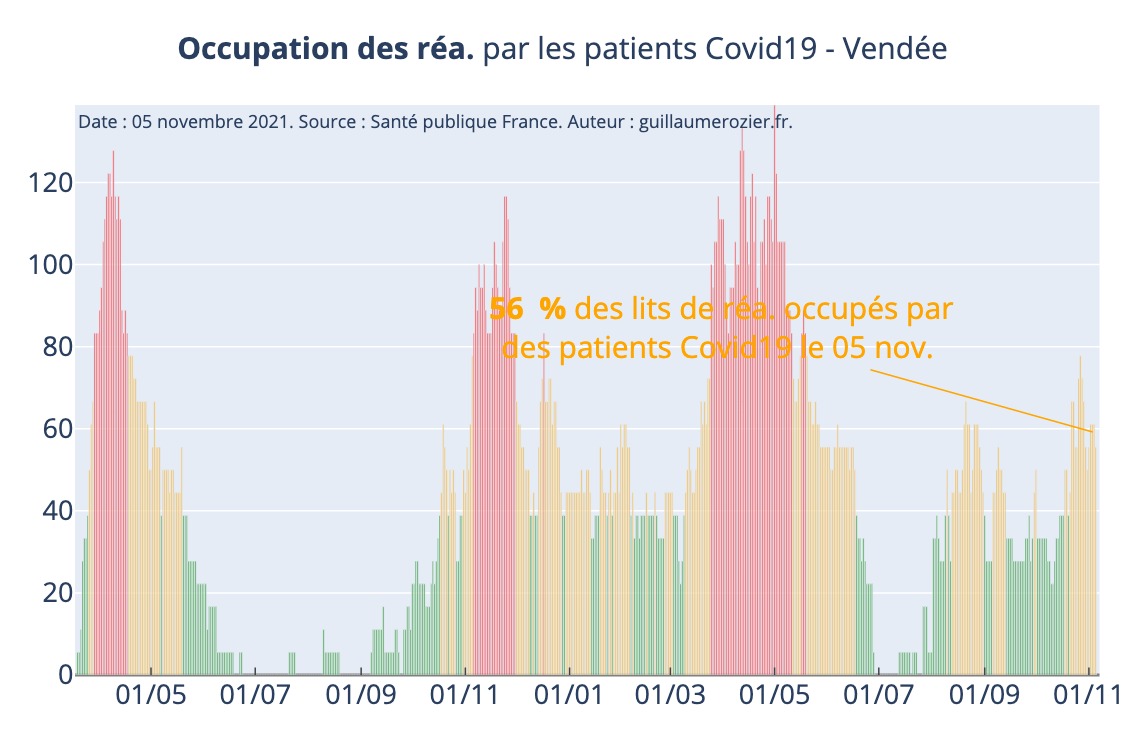 Occupation des réa. par les patients Covid19 - Vendée
Date : 05 novembre 2021. Source : Santé publique France. Auteur : guillaumerozier.fr.
120
100
56 % des lits de réa. occupés par
des patients Covid19 le 05 nov.
80
60
40
20
0
01/05 01/07 01/09 01/11 01/01 01/03 01/05 01/07 01/09 01/11